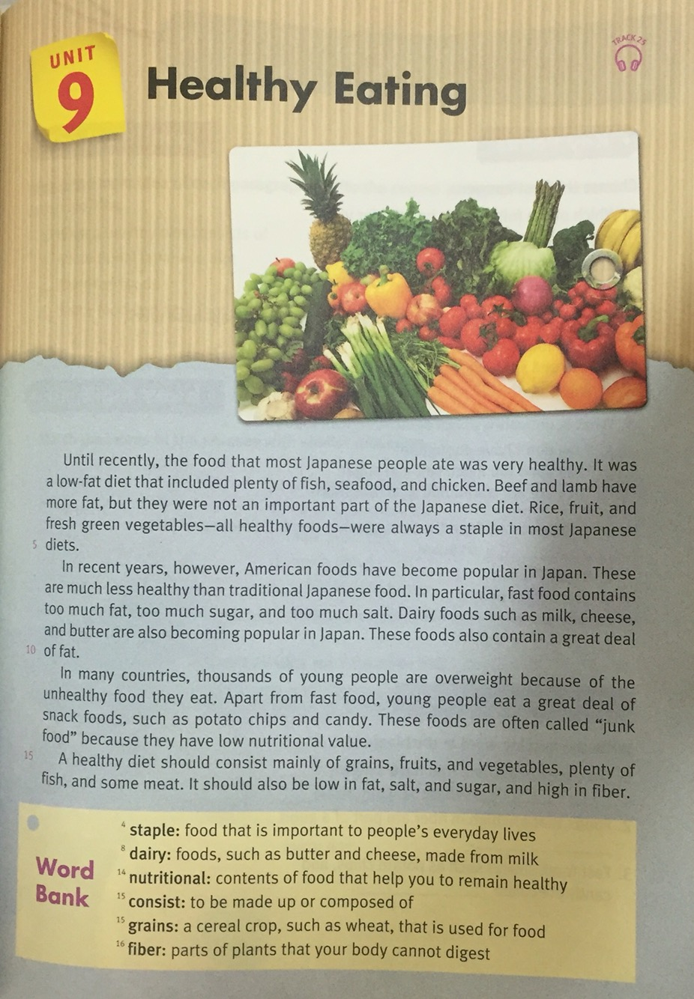 UNIT
9
Healthy Eating
TRACK 25
Until recently, the food that most Japanese people ate was very healthy. It was
a low-fat diet that included plenty of fish, seafood, and chicken. Beef and lamb have
more fat, but they were not an important part of the Japanese diet. Rice, fruit, and
fresh green vegetables—all healthy foods—were always a staple in most Japanese
5 diets.
In recent years, however, American foods have become popular in Japan. These
are much less healthy than traditional Japanese food. In particular, fast food contains
too much fat, too much sugar, and too much salt. Dairy foods such as milk, cheese,
and butter are also becoming popular in Japan. These foods also contain a great deal
10 of fat.
In many countries, thousands of young people are overweight because of the
unhealthy food they eat. Apart from fast food, young people eat a great deal of
snack foods, such as potato chips and candy. These foods are often called “junk
food” because they have low nutritional value.
15 A healthy diet should consist mainly of grains, fruits, and vegetables, plenty of
fish, and some meat. It should also be low in fat, salt, and sugar, and high in fiber.
Word
Bank
4 staple: food that is important to people's everyday lives
8 dairy: foods, such as butter and cheese, made from milk
14 nutritional: contents of food that help you to remain healthy
15 consist: to be made up or composed of
15 grains: a cereal crop, such as wheat, that is used for food
16 fiber: parts of plants that your body cannot digest